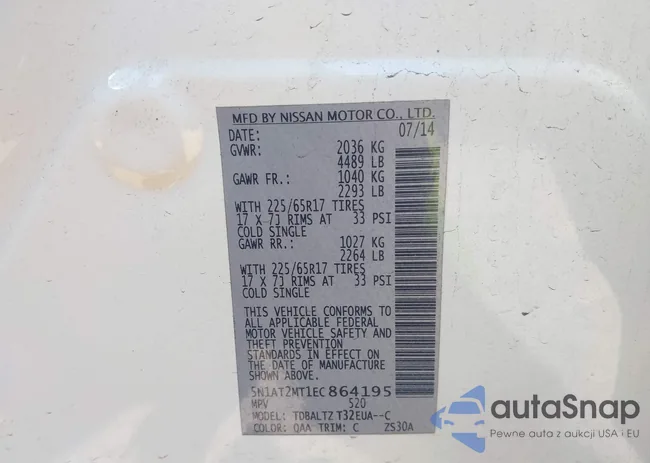 MFD BY NISSAN MOTOR CO., LTD.
DATE: 07/14
GVWR: 2036 KG
4489 LB
GAWR FR.: 1040 KG
2293 LB
WITH 225/65R17 TIRES
17 X 7J RIMS AT 33 PSI
COLD SINGLE
GAWR RR.: 1027 KG
2264 LB
WITH 225/65R17 TIRES
17 X 7J RIMS AT 33 PSI
COLD SINGLE
THIS VEHICLE CONFORMS TO
ALL APPLICABLE FEDERAL
MOTOR VEHICLE SAFETY AND
THEFT PREVENTION
STANDARDS IN EFFECT ON
THE DATE OF MANUFACTURE
SHOWN ABOVE.
5N1AT2MT1EC864195
MPV 520
MODEL: TDBALTZ T32EUA--C
COLOR: QAA TRIM: C ZS30A
autoSnap
Pewne auta z aukcji USA i EU